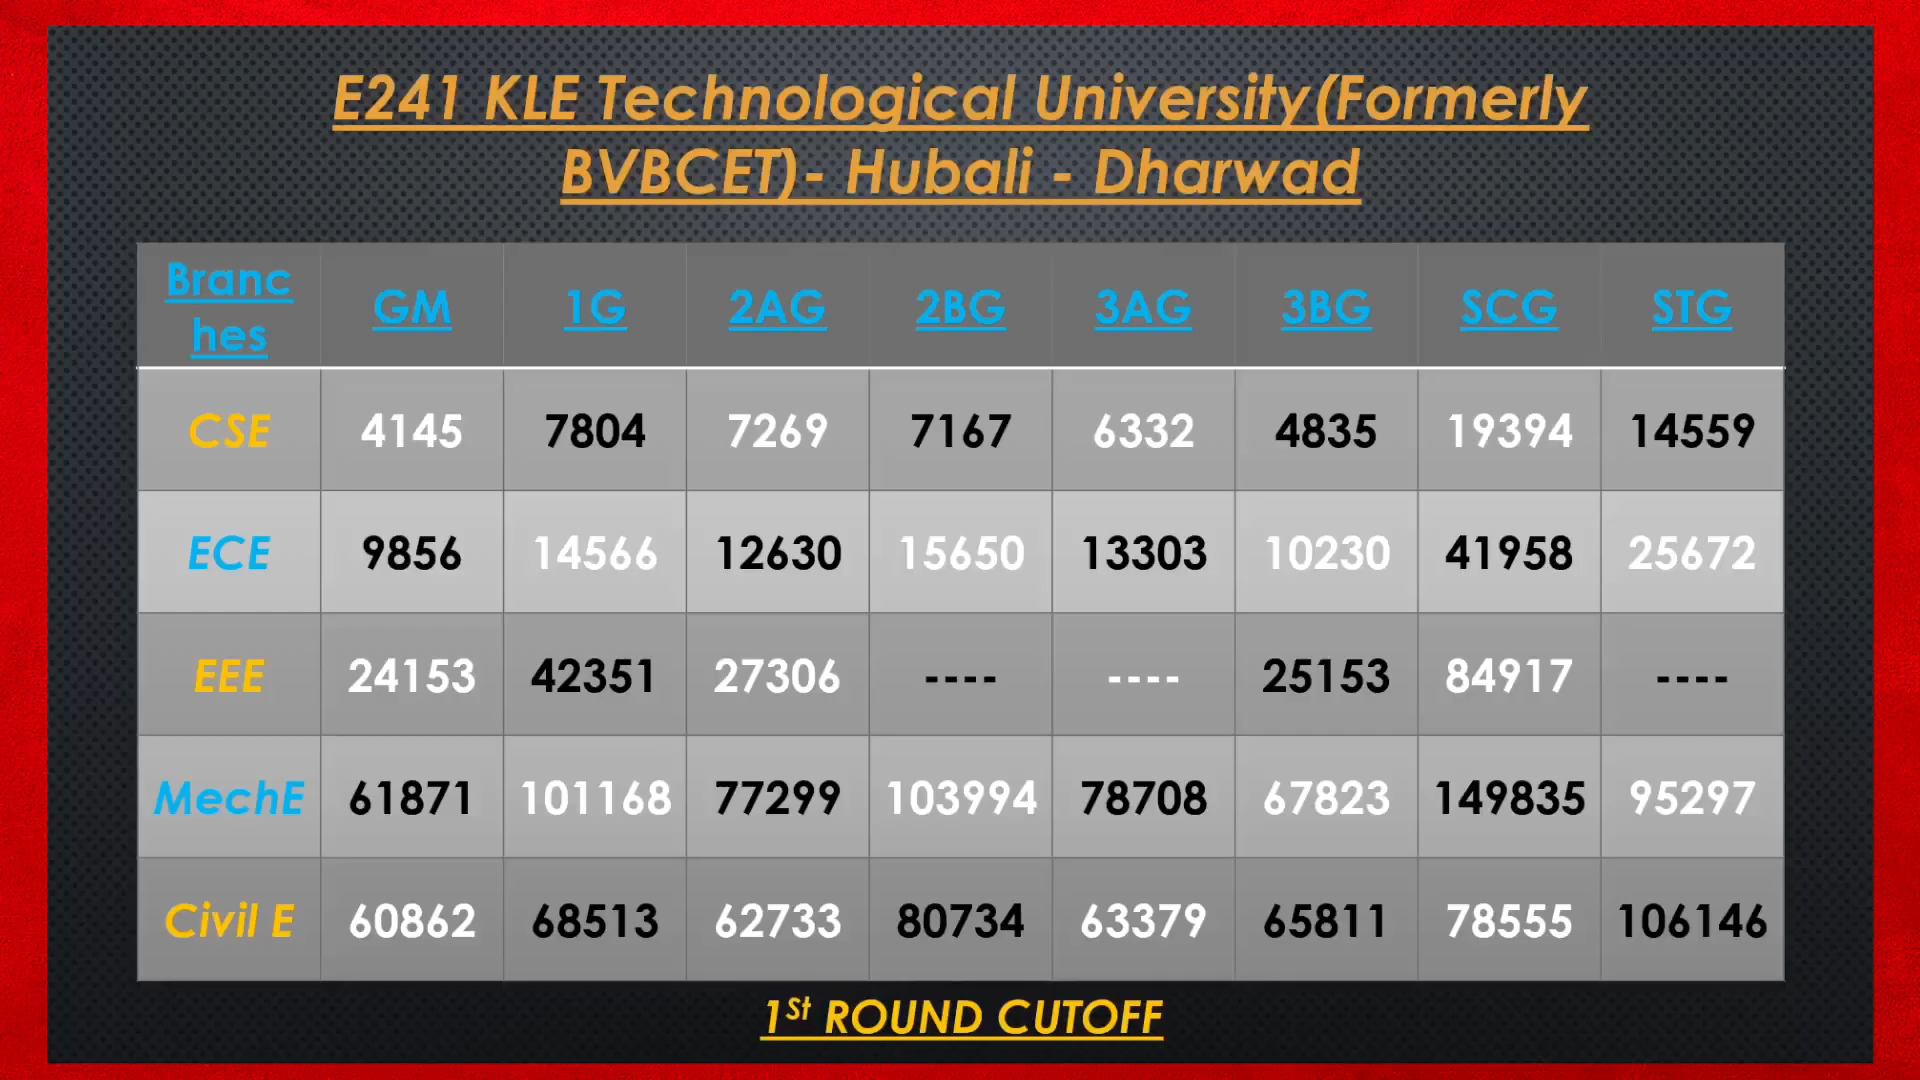 E241 KLE Technological University(Formerly
BVBCET)- Hubali - Dharwad
Branc
hes GM 1G 2AG 2BG 3AG 3BG SCG STG
CSE 4145 7804 7269 7167 6332 4835 19394 14559
ECE 9856 14566 12630 15650 13303 10230 41958 25672
EEE 24153 42351 27306 ---- ---- 25153 84917 ----
MechE 61871 101168 77299 103994 78708 67823 149835 95297
Civil E 60862 68513 62733 80734 63379 65811 78555 106146
1St ROUND CUTOFF